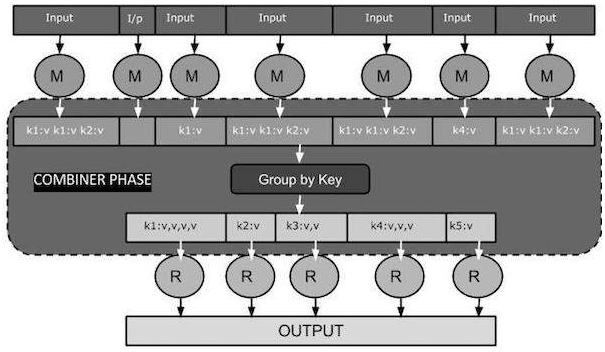 Input I/p Input Input Input Input Input
M M M M M M M
k1:v k1:v k2:v k1:v k1:v k1:v k2:v k1:v k1:v k2:v k4:v k1:v k1:v k2:v
COMBINER PHASE
Group by Key
k1:v,v,v,v k2:v k3:v,v k4:v,v,v k5:v
R R R R R
OUTPUT